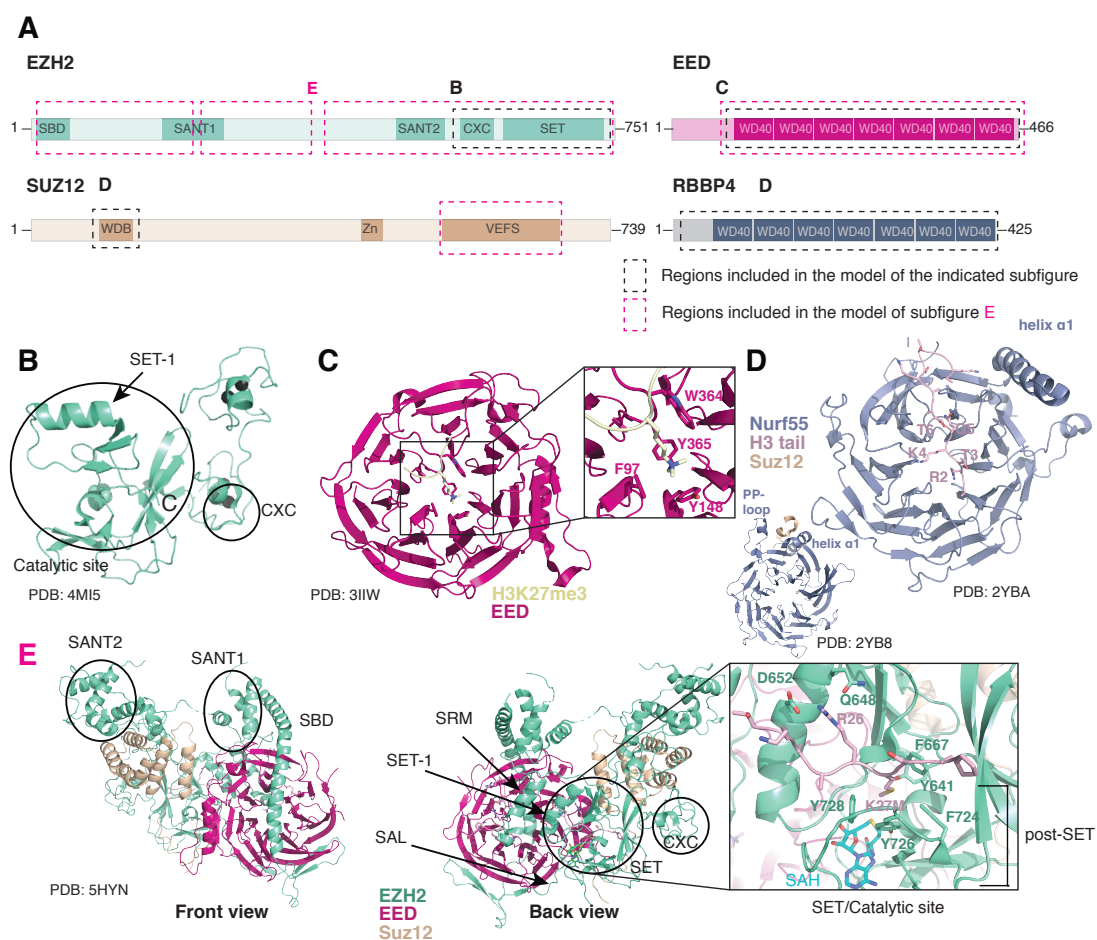 A
EZH2
EED
E
B
C
1
SBD
SANT1
SANT2
CXC
SET
751
1
WD40 WD40 WD40 WD40 WD40 WD40 WD40
466
SUZ12
D
RBBP4
D
1
WDB
Zn
VEFS
739
1
WD40 WD40 WD40 WD40 WD40 WD40 WD40
425
Regions included in the model of the indicated subfigure
Regions included in the model of subfigure E
B
SET-1
C
CXC
Catalytic site
PDB: 4MI5
C
W364
Y365
F97
Y148
PDB: 3IIW
H3K27me3
EED
D
helix α1
Nurf55
H3 tail
Suz12
T6
K4
T3
R2
PP-
loop
helix α1
PDB: 2YBA
PDB: 2YB8
E
SANT2
SANT1
SBD
PDB: 5HYN
Front view
SRM
SET-1
SAL
CXC
SET
EZH2
EED
Suz12
Back view
D652
Q648
R26
F667
Y641
Y728
K27M
F724
Y726
SAH
post-SET
SET/Catalytic site